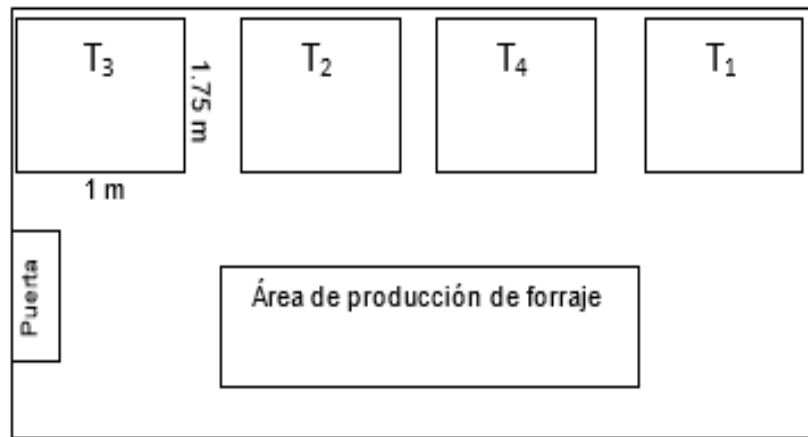 T₃
T₂
T₄
T₁
1.75 m
1 m
Puerta
Área de producción de forraje